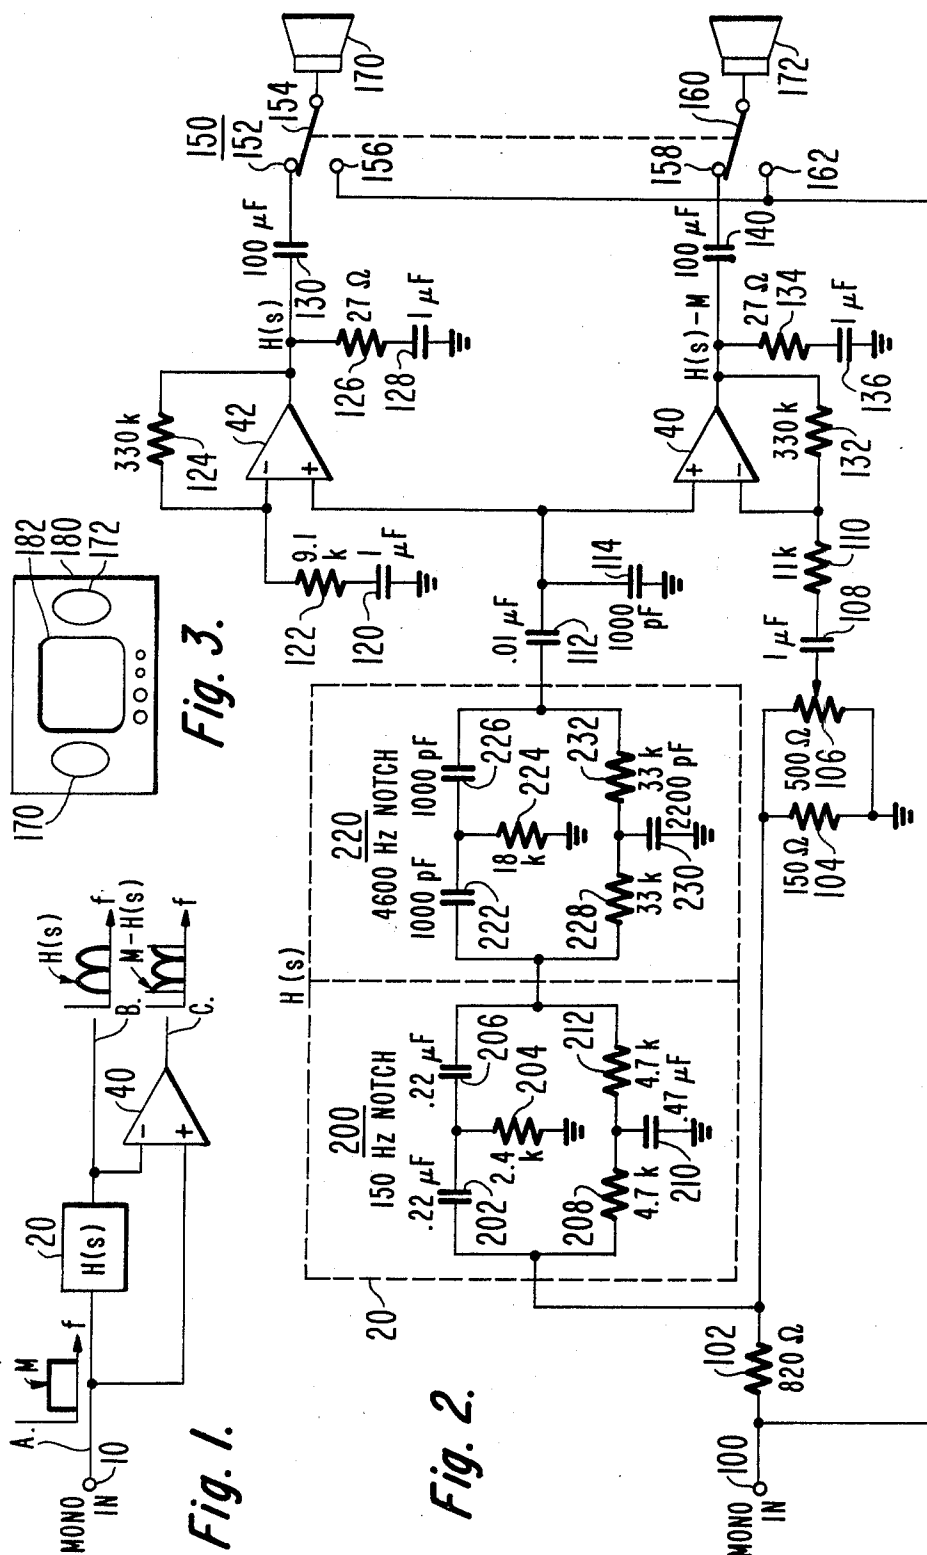 A.
M
f
MONO
IN
10
20
H(s)
40
-
+
H(s)
B.
f
M-H(s)
C.
f
Fig. 1.
170
182
180
172
Fig. 3.
MONO
IN
100
102
820 Ω
20
H(s)
200
150 Hz NOTCH
.22 µF
.22 µF
202
206
204
2.4
k
208
212
4.7 k
4.7 k
210
.47 µF
220
4600 Hz NOTCH
1000 pF
1000 pF
222
226
224
18
k
228
232
33 k
33 k
230
2200 pF
150Ω
104
500Ω
106
1 µF
108
11k
110
.01 µF
112
114
1000
pF
122
9.1
k
120
1
µF
330k
124
42
-
+
H(s)
126
27 Ω
128
1 µF
100 µF
130
150
152
154
156
170
40
+
-
330k
132
H(s)-M
27 Ω
134
136
1 µF
100 µF
140
158
160
162
172
Fig. 2.